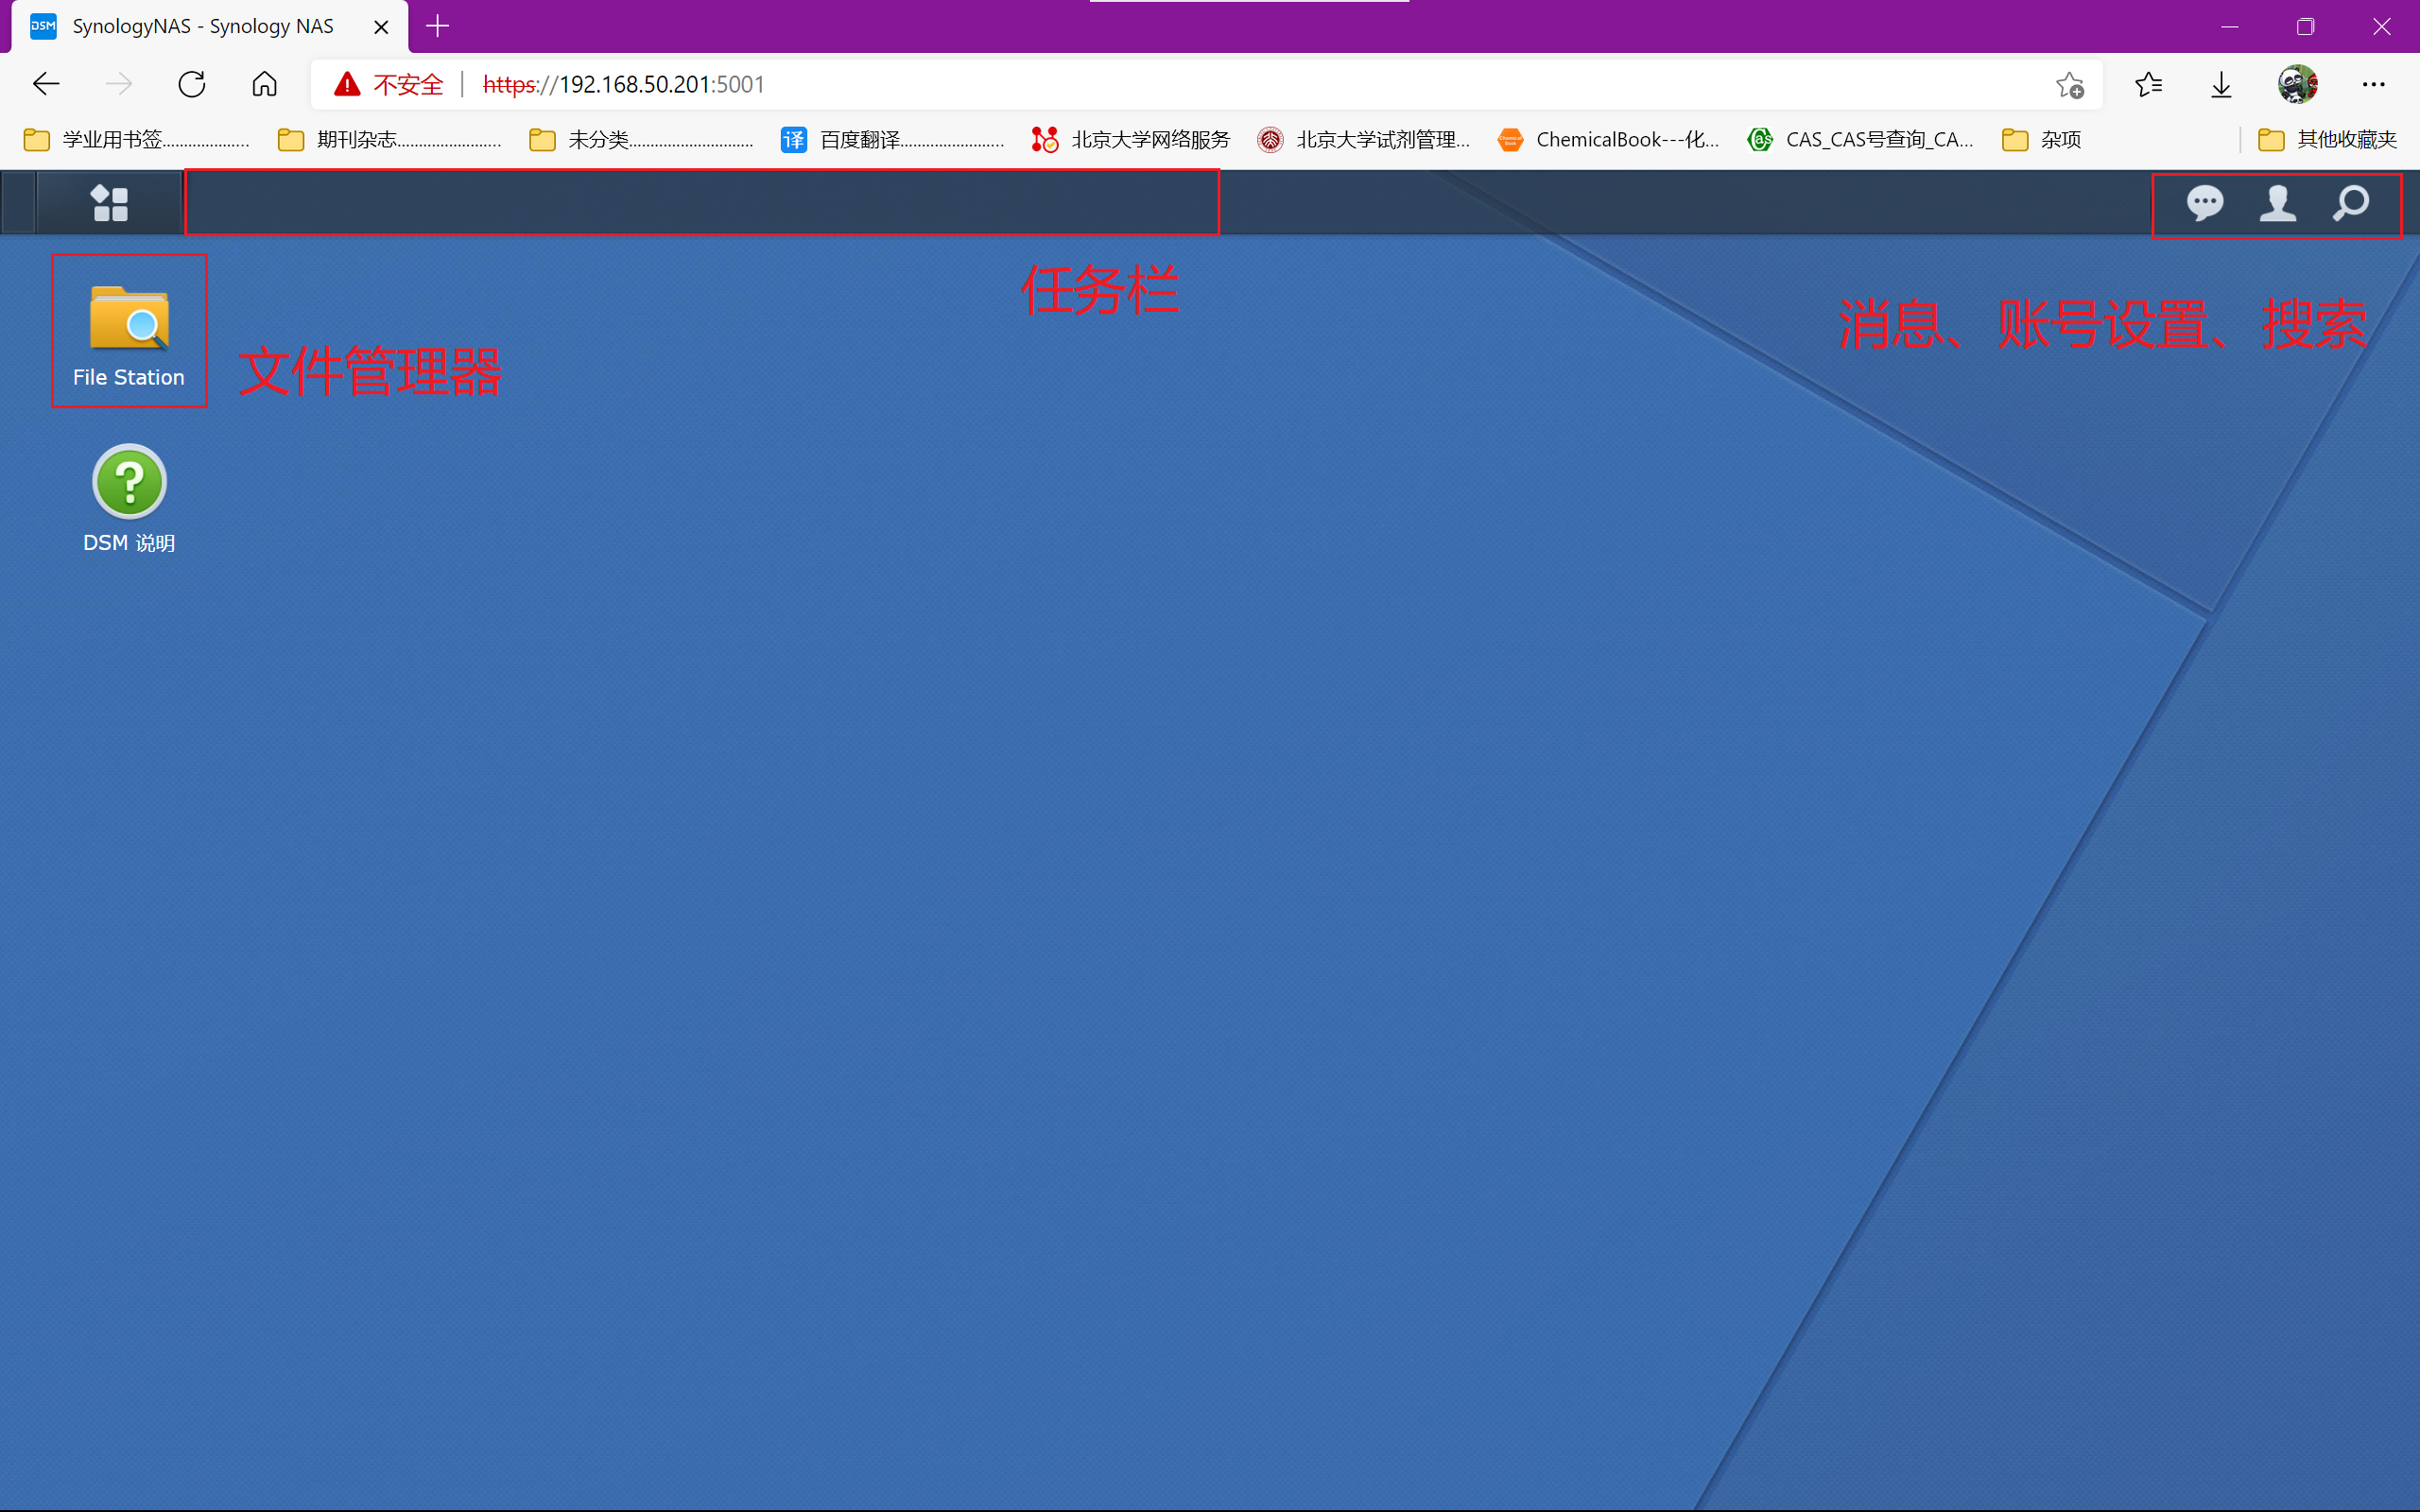 DSM SynologyNAS - Synology NAS
不安全 https://192.168.50.201:5001
学业用书签................... 期刊杂志...................... 未分类........................... 译 百度翻译...................... 北京大学网络服务 北京大学试剂管理... ChemicalBook---化... CAS_CAS号查询_CA... 杂项 其他收藏夹
任务栏
消息、账号设置、搜索
文件管理器
File Station
DSM 说明